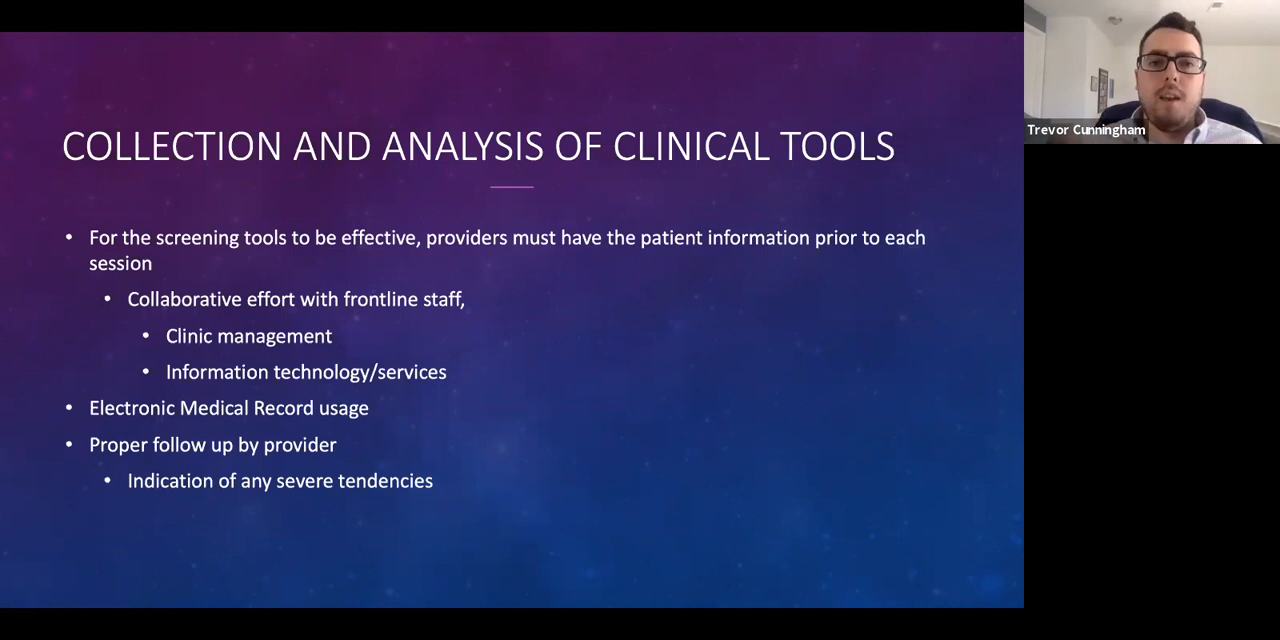 COLLECTION AND ANALYSIS OF CLINICAL TOOLS
• For the screening tools to be effective, providers must have the patient information prior to each
session
• Collaborative effort with frontline staff,
• Clinic management
• Information technology/services
• Electronic Medical Record usage
• Proper follow up by provider
• Indication of any severe tendencies
Trevor Cunningham